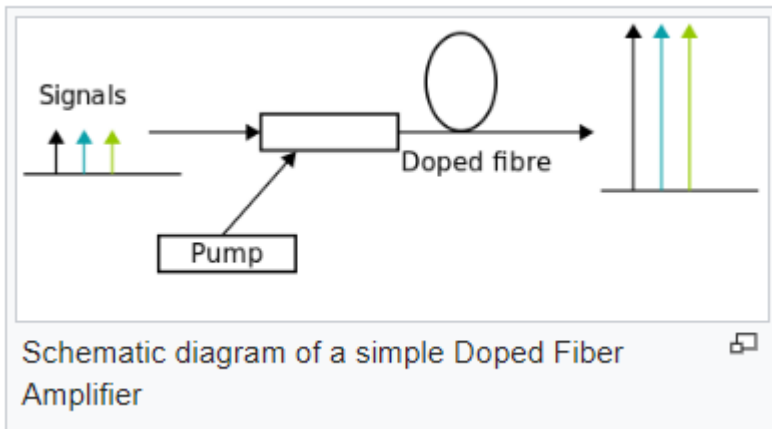 Signals
Doped fibre
Pump
Schematic diagram of a simple Doped Fiber
Amplifier